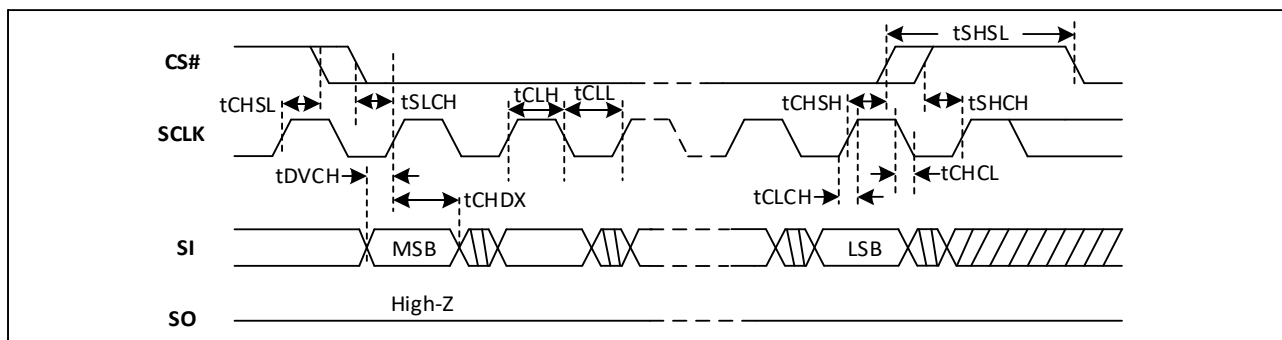 tSHSL
CS#
tCHSL
tSLCH
tCLH
tCLL
tCHSH
tSHCH
SCLK
tDVCH
tCHDX
tCLCH
tCHCL
SI
MSB
LSB
High-Z
SO